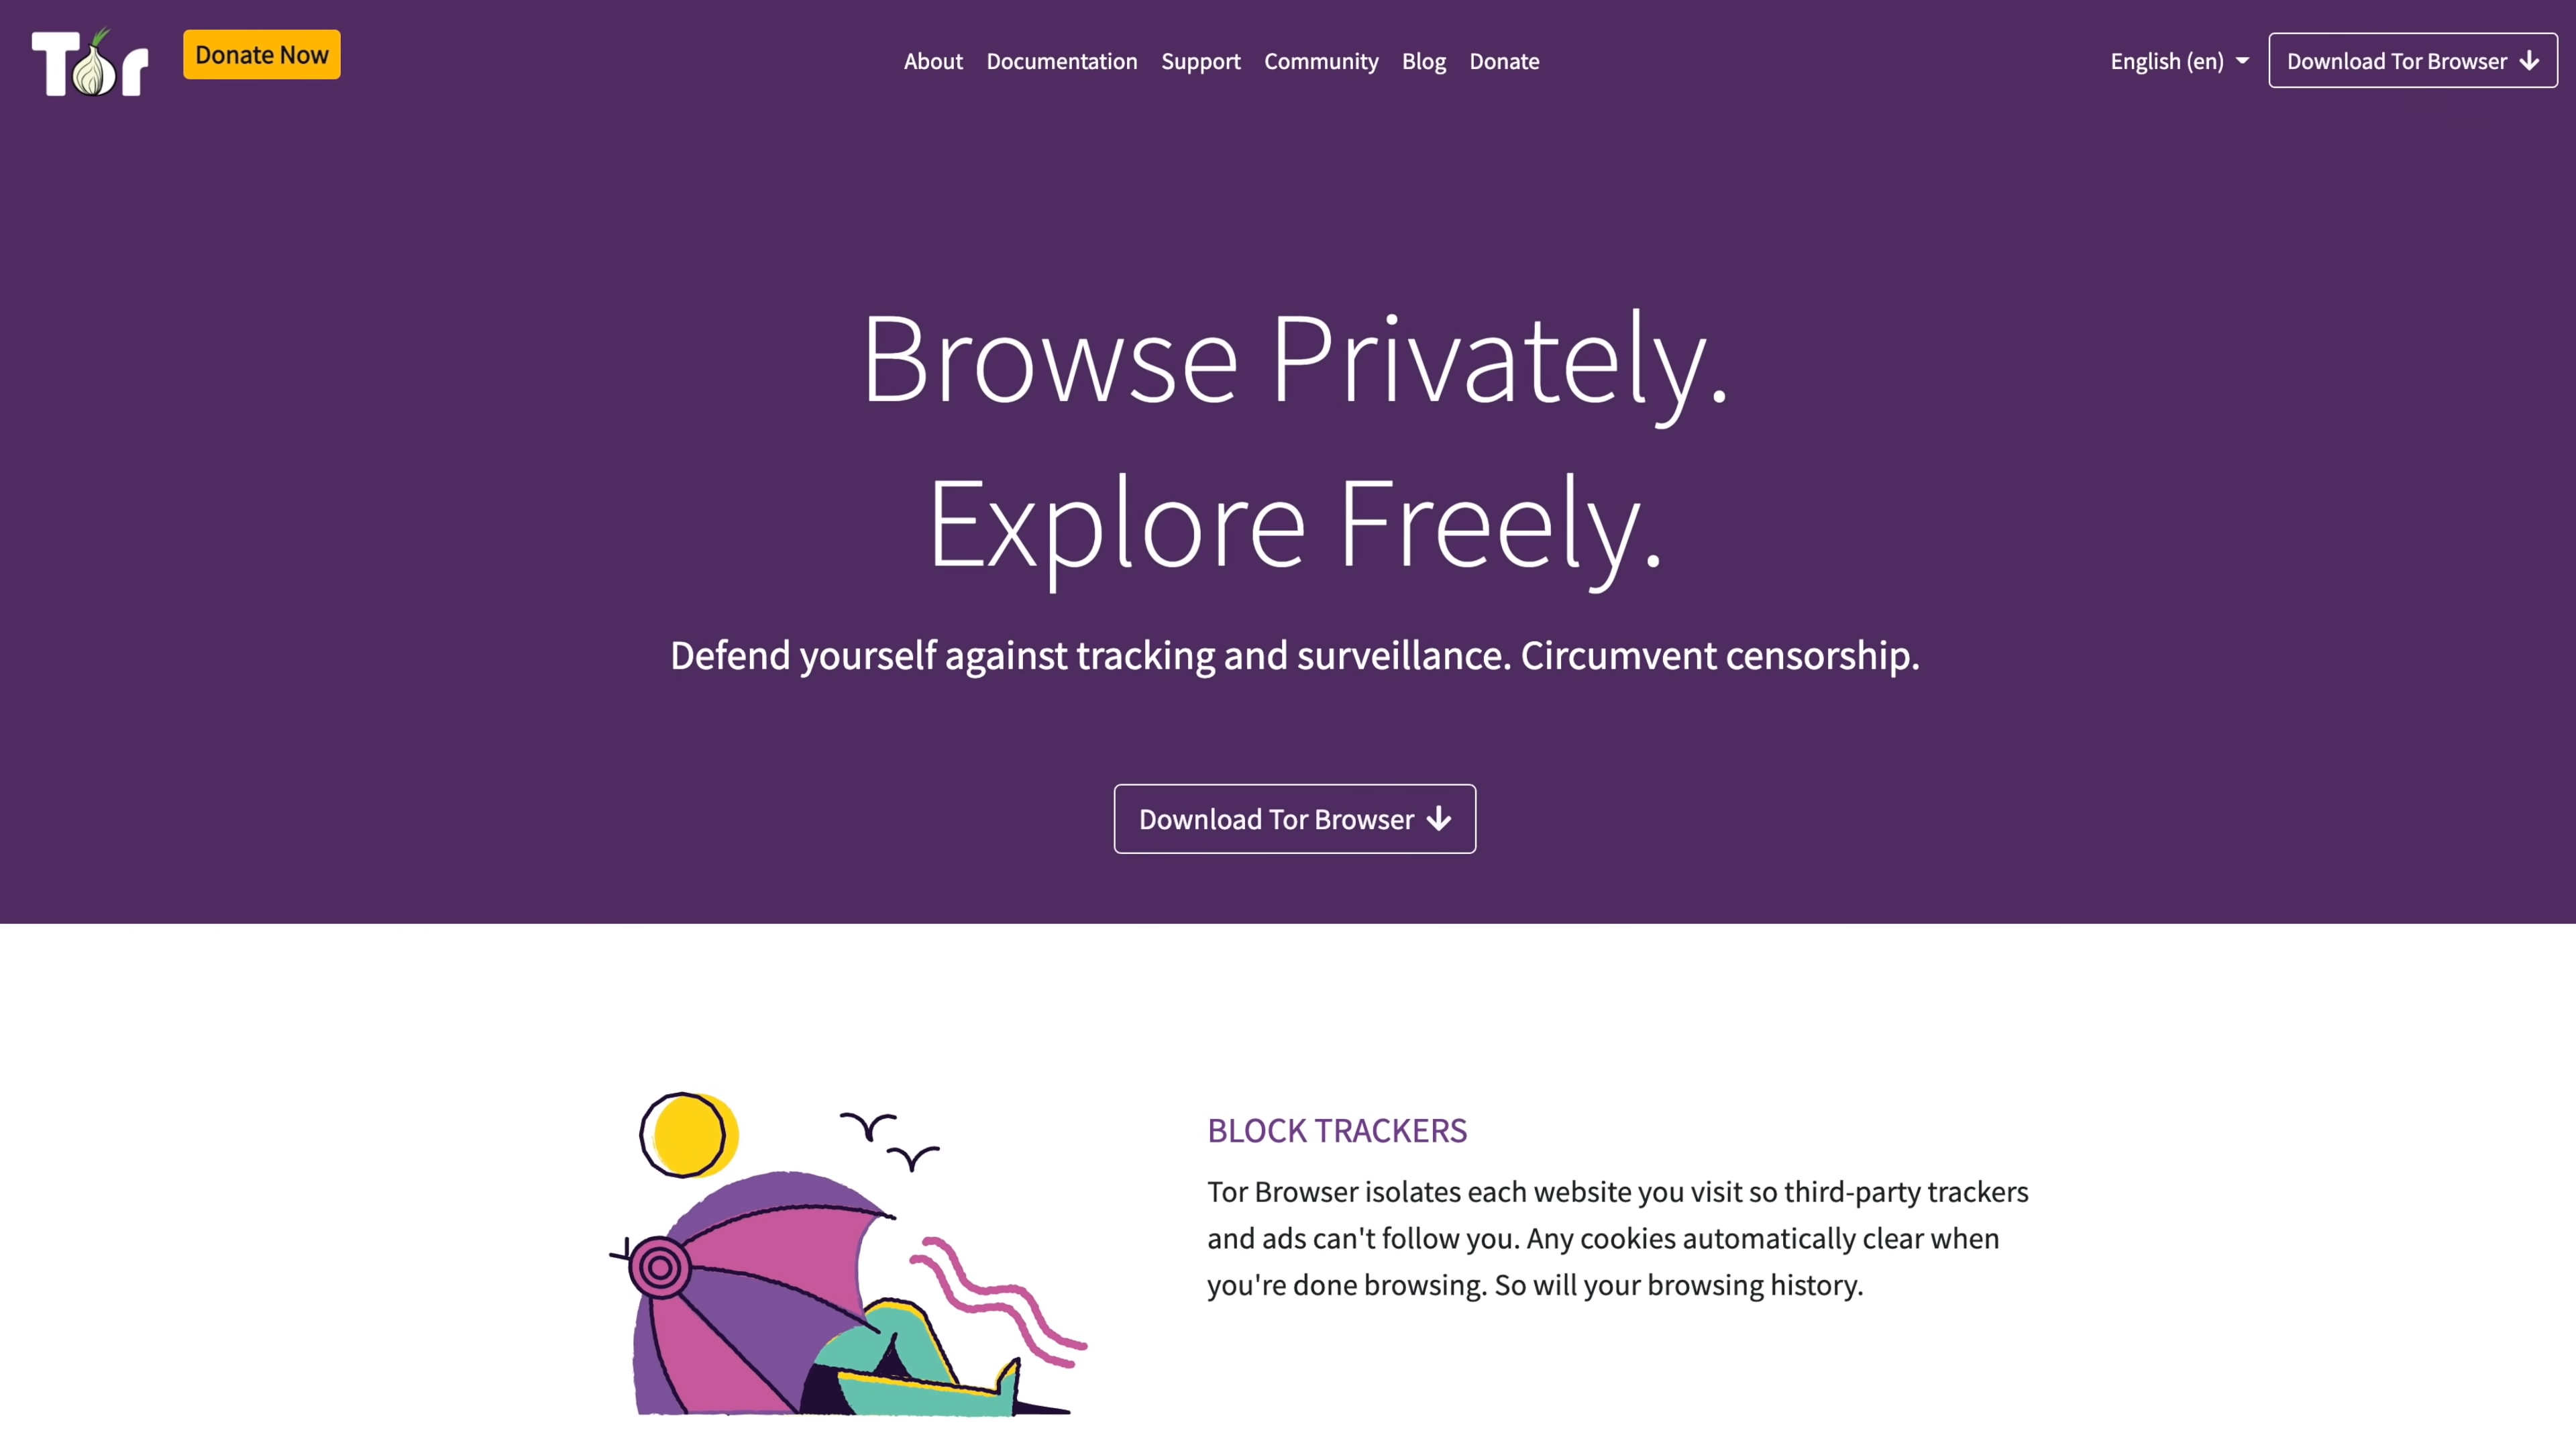 Tor
Donate Now
About
Documentation
Support
Community
Blog
Donate
English (en)
Download Tor Browser
Browse Privately.
Explore Freely.
Defend yourself against tracking and surveillance. Circumvent censorship.
Download Tor Browser
BLOCK TRACKERS
Tor Browser isolates each website you visit so third-party trackers
and ads can't follow you. Any cookies automatically clear when
you're done browsing. So will your browsing history.